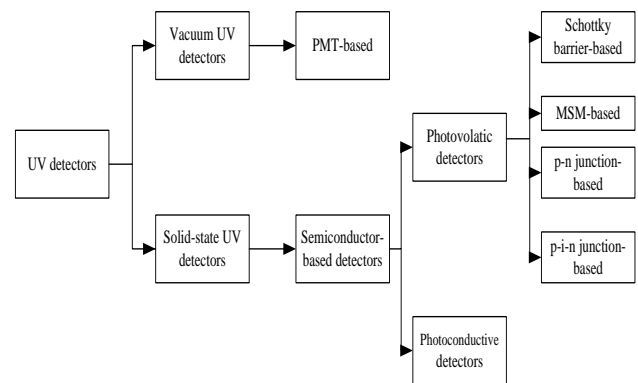 Vacuum UV
detectors
PMT-based
Schottky
barrier-based
MSM-based
Photovolatic
detectors
p-n junction-
based
UV detectors
Solid-state UV
detectors
Semiconductor-
based detectors
p-i-n junction-
based
Photoconductive
detectors